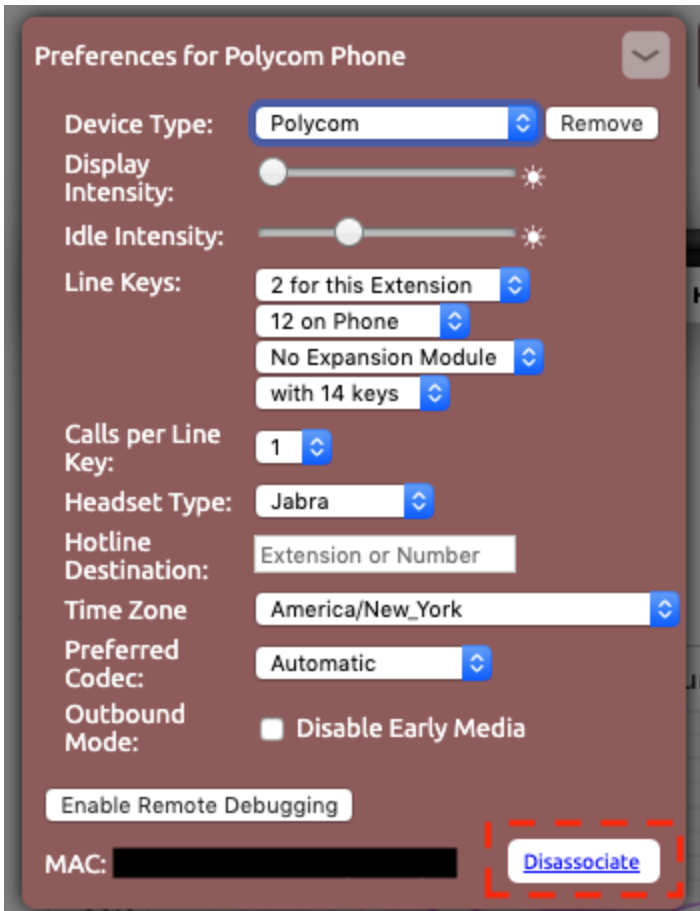 Preferences for Polycom Phone
Device Type: Polycom Remove
Display
Intensity:
Idle Intensity:
Line Keys: 2 for this Extension
12 on Phone
No Expansion Module
with 14 keys
Calls per Line
Key: 1
Headset Type: Jabra
Hotline
Destination: Extension or Number
Time Zone America/New_York
Preferred
Codec: Automatic
Outbound
Mode: Disable Early Media
Enable Remote Debugging
MAC: Disassociate